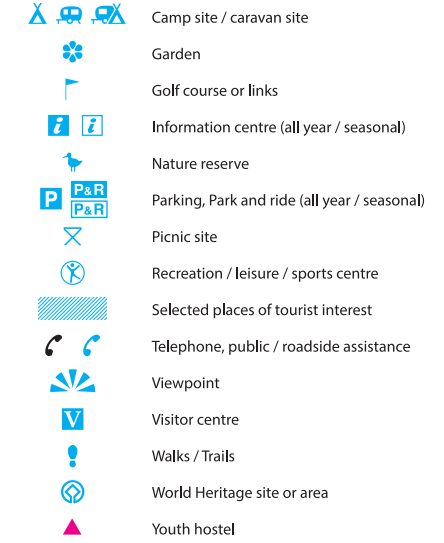 Camp site / caravan site
Garden
Golf course or links
i i Information centre (all year / seasonal)
Nature reserve
P P&R P&R Parking, Park and ride (all year / seasonal)
Picnic site
Recreation / leisure / sports centre
Selected places of tourist interest
Telephone, public / roadside assistance
Viewpoint
V Visitor centre
Walks / Trails
World Heritage site or area
Youth hostel